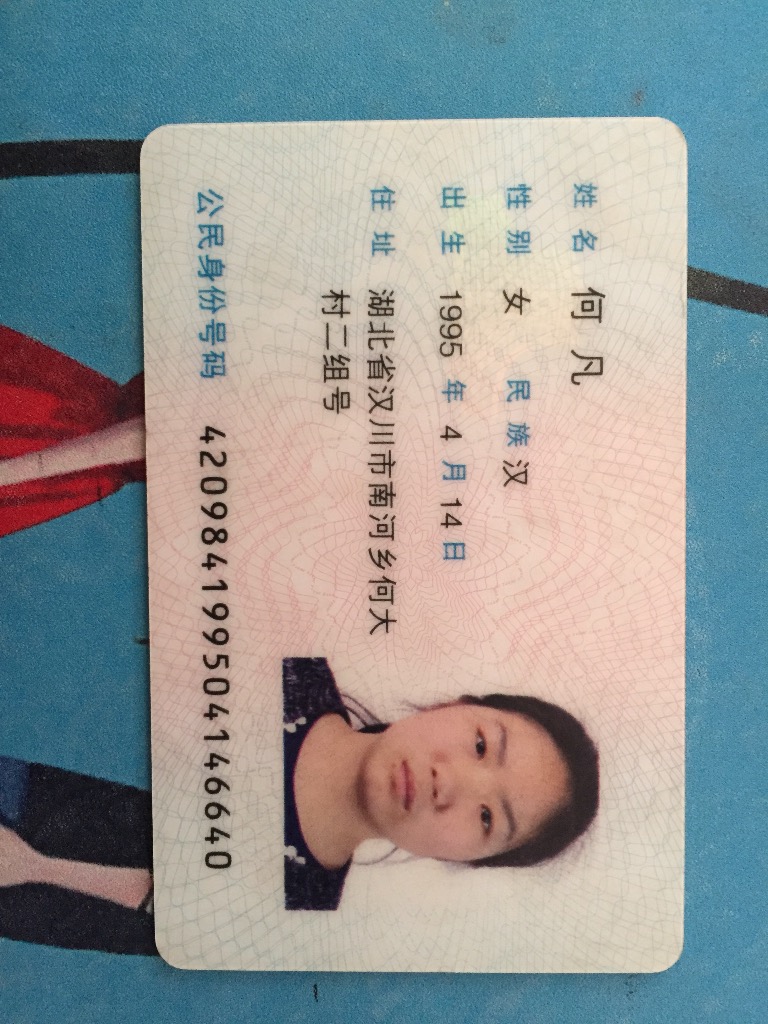 姓名 何凡
性别 女 民族 汉
出生 1995 年 4 月 14 日
住址 湖北省汉川市南河乡何大
村二组号
公民身份号码 420984199504146640